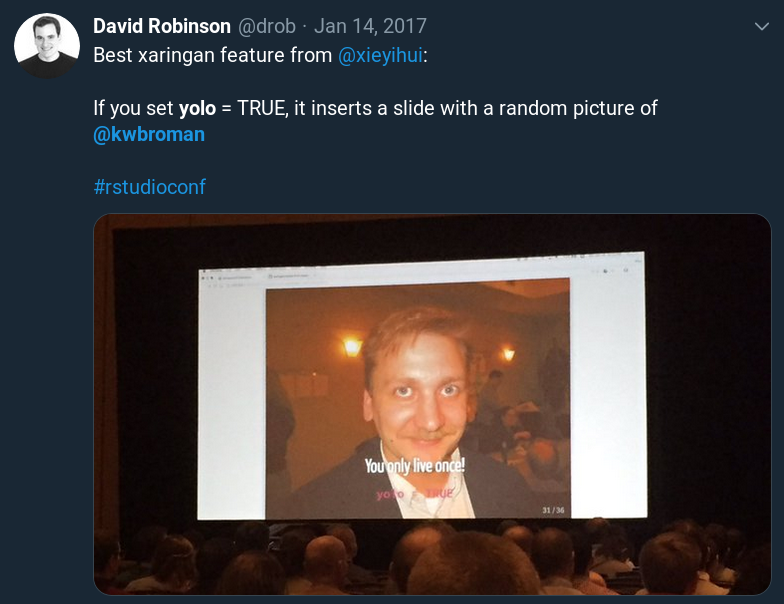 David Robinson @drob · Jan 14, 2017
Best xaringan feature from @xieyihui:
If you set yolo = TRUE, it inserts a slide with a random picture of
@kwbroman
#rstudioconf
You only live once!
yolo = TRUE
31 / 36